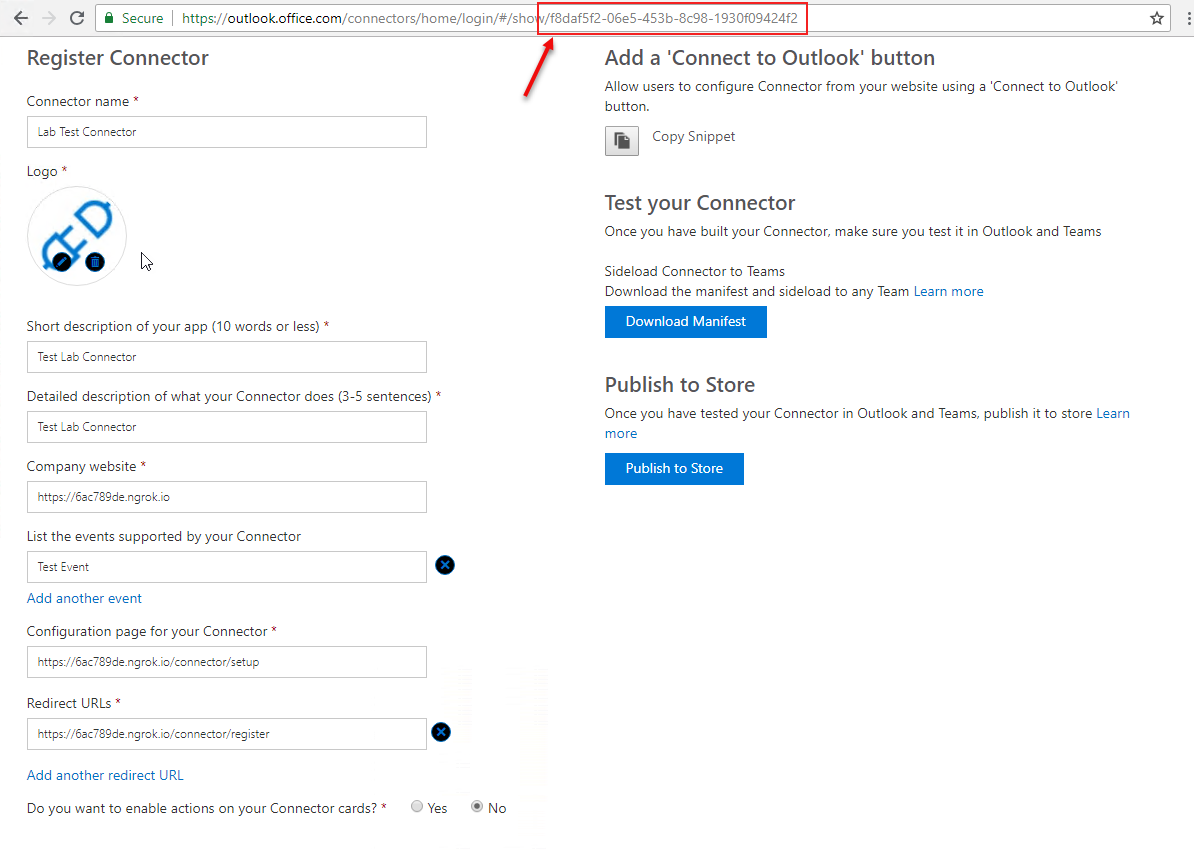 Secure https://outlook.office.com/connectors/home/login/#/show/f8daf5f2-06e5-453b-8c98-1930f09424f2
Register Connector
Connector name *
Lab Test Connector
Logo *
Short description of your app (10 words or less) *
Test Lab Connector
Detailed description of what your Connector does (3-5 sentences) *
Test Lab Connector
Company website *
https://6ac789de.ngrok.io
List the events supported by your Connector
Test Event
Add another event
Configuration page for your Connector *
https://6ac789de.ngrok.io/connector/setup
Redirect URLs *
https://6ac789de.ngrok.io/connector/register
Add another redirect URL
Do you want to enable actions on your Connector cards? * Yes No
Add a 'Connect to Outlook' button
Allow users to configure Connector from your website using a 'Connect to Outlook'
button.
Copy Snippet
Test your Connector
Once you have built your Connector, make sure you test it in Outlook and Teams
Sideload Connector to Teams
Download the manifest and sideload to any Team Learn more
Download Manifest
Publish to Store
Once you have tested your Connector in Outlook and Teams, publish it to store Learn
more
Publish to Store